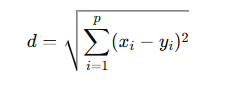 d = √∑_{i=1}^{p} (x_i − y_i)²